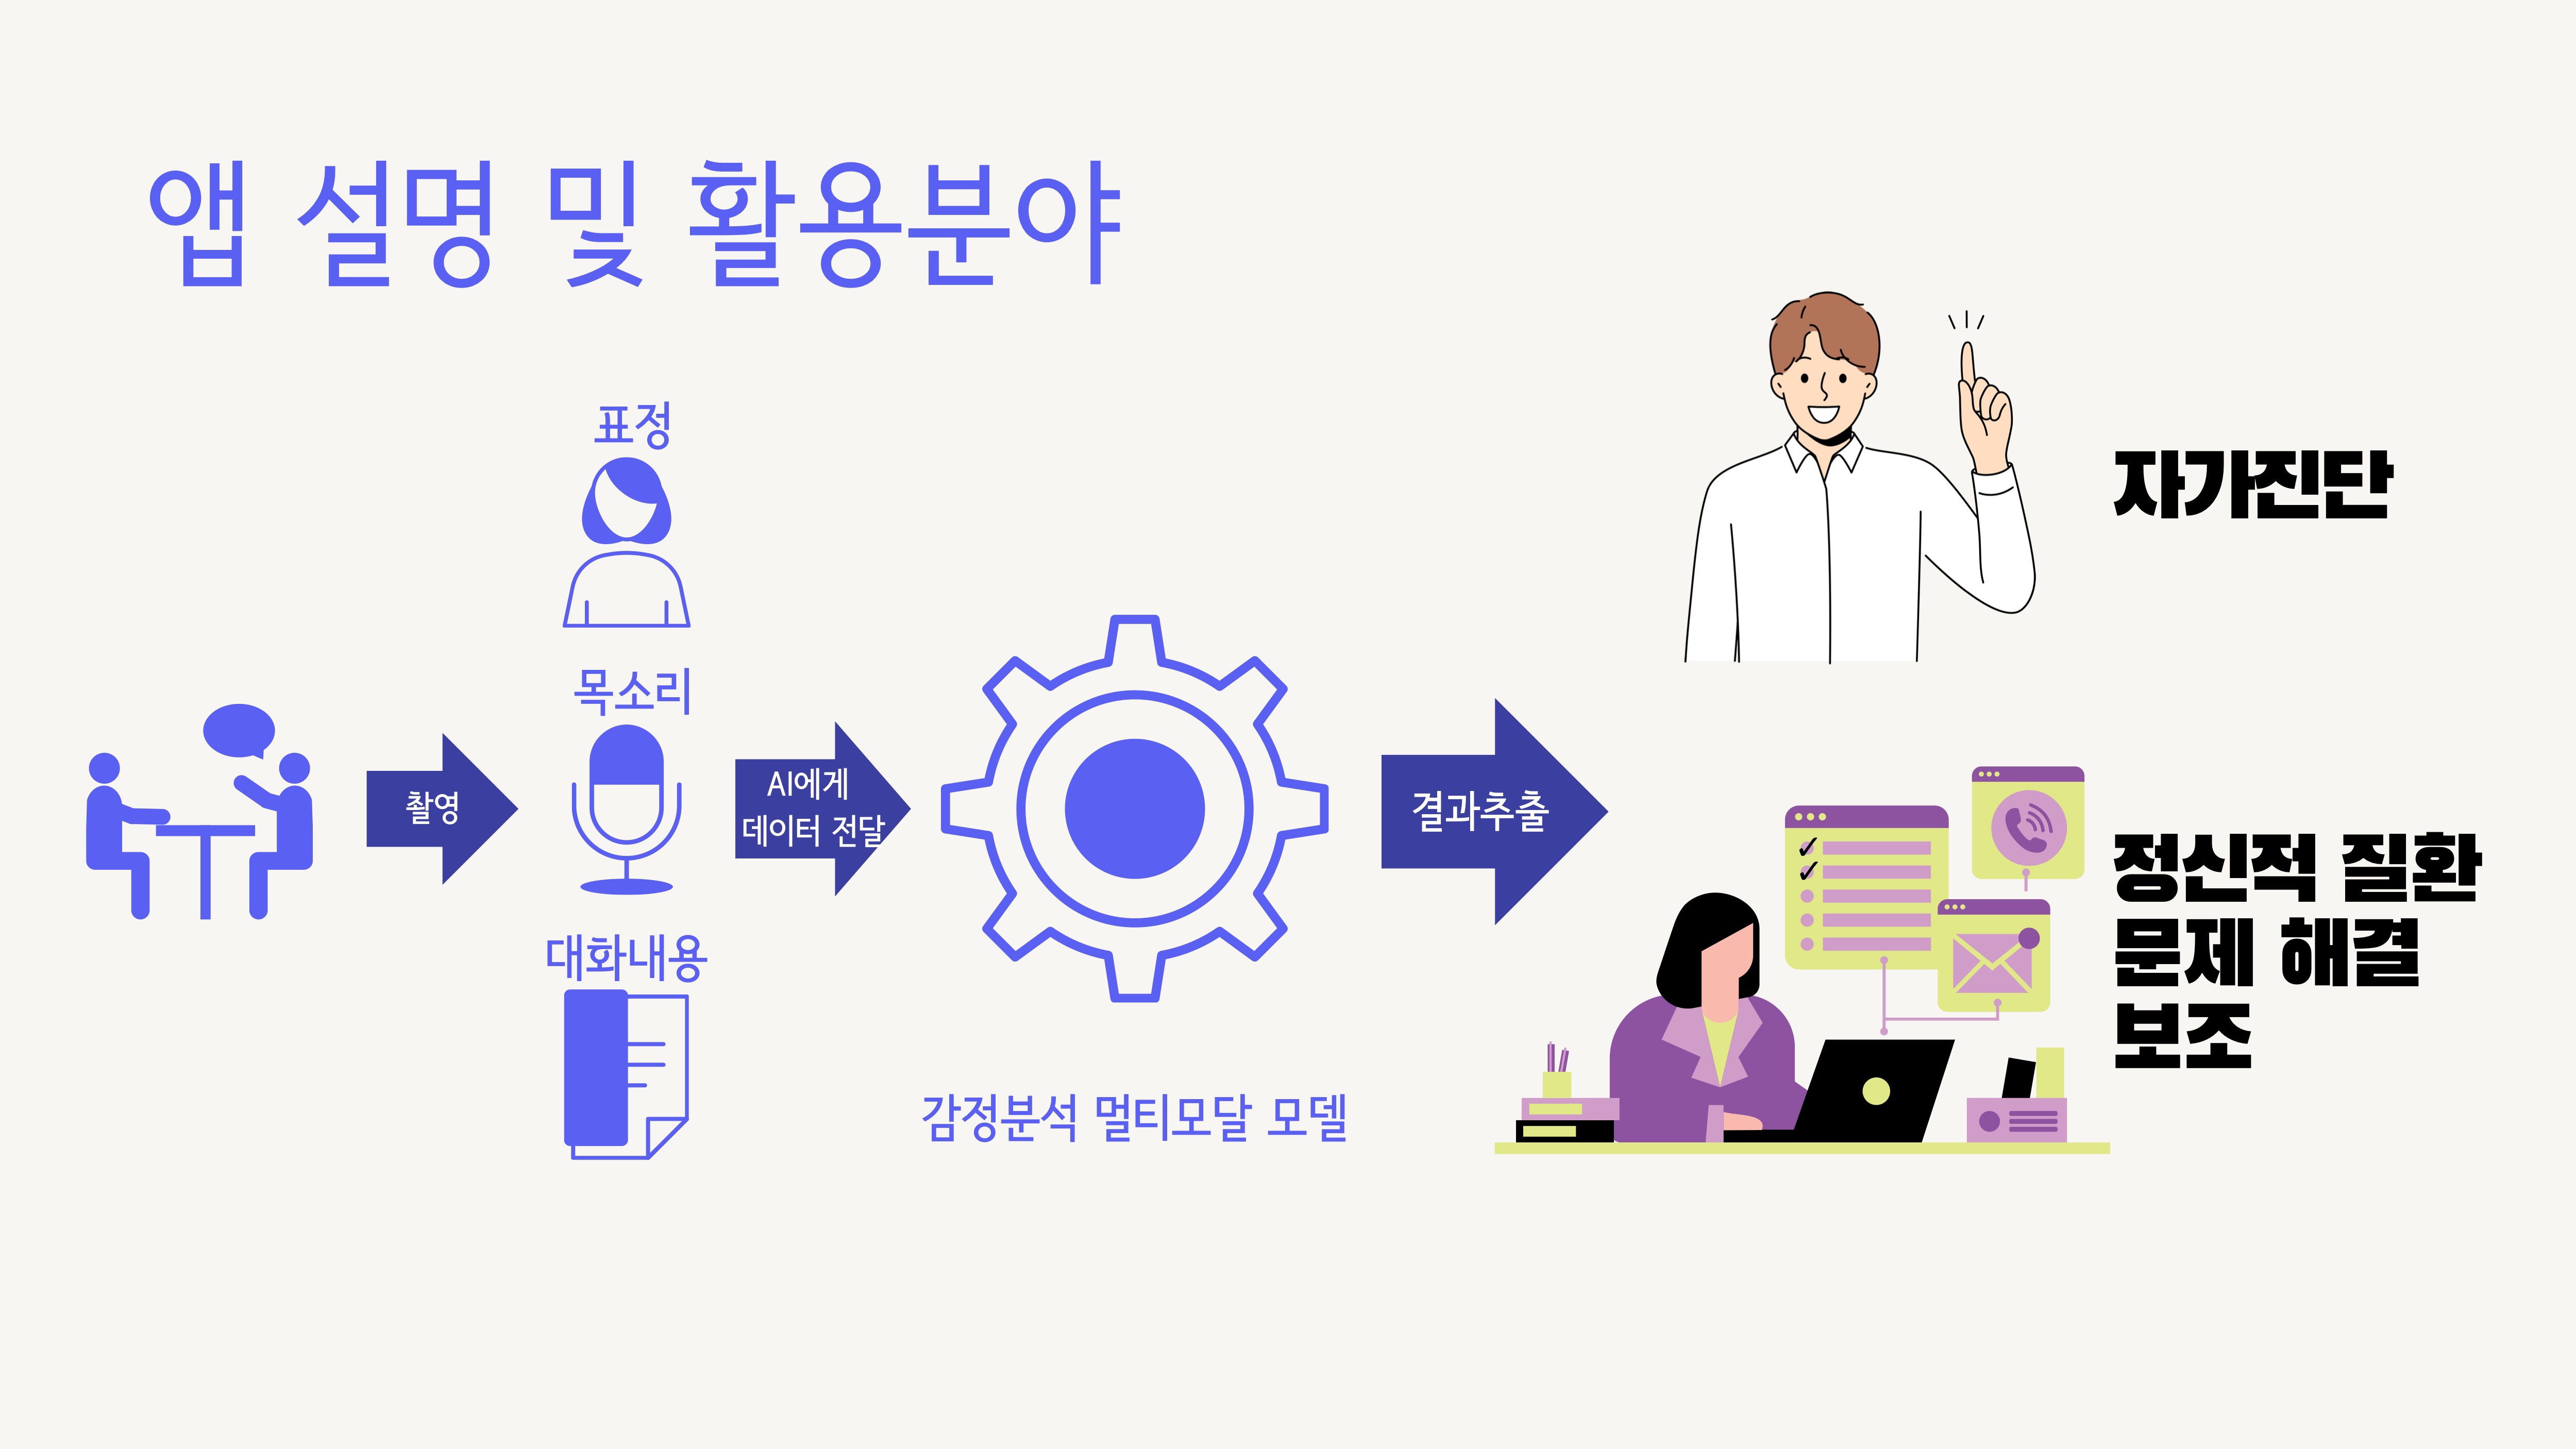 앱 설명 및 활용분야
표정
목소리
대화내용
촬영
AI에게
데이터 전달
감정분석 멀티모달 모델
결과추출
자가진단
정신적 질환
문제 해결
보조